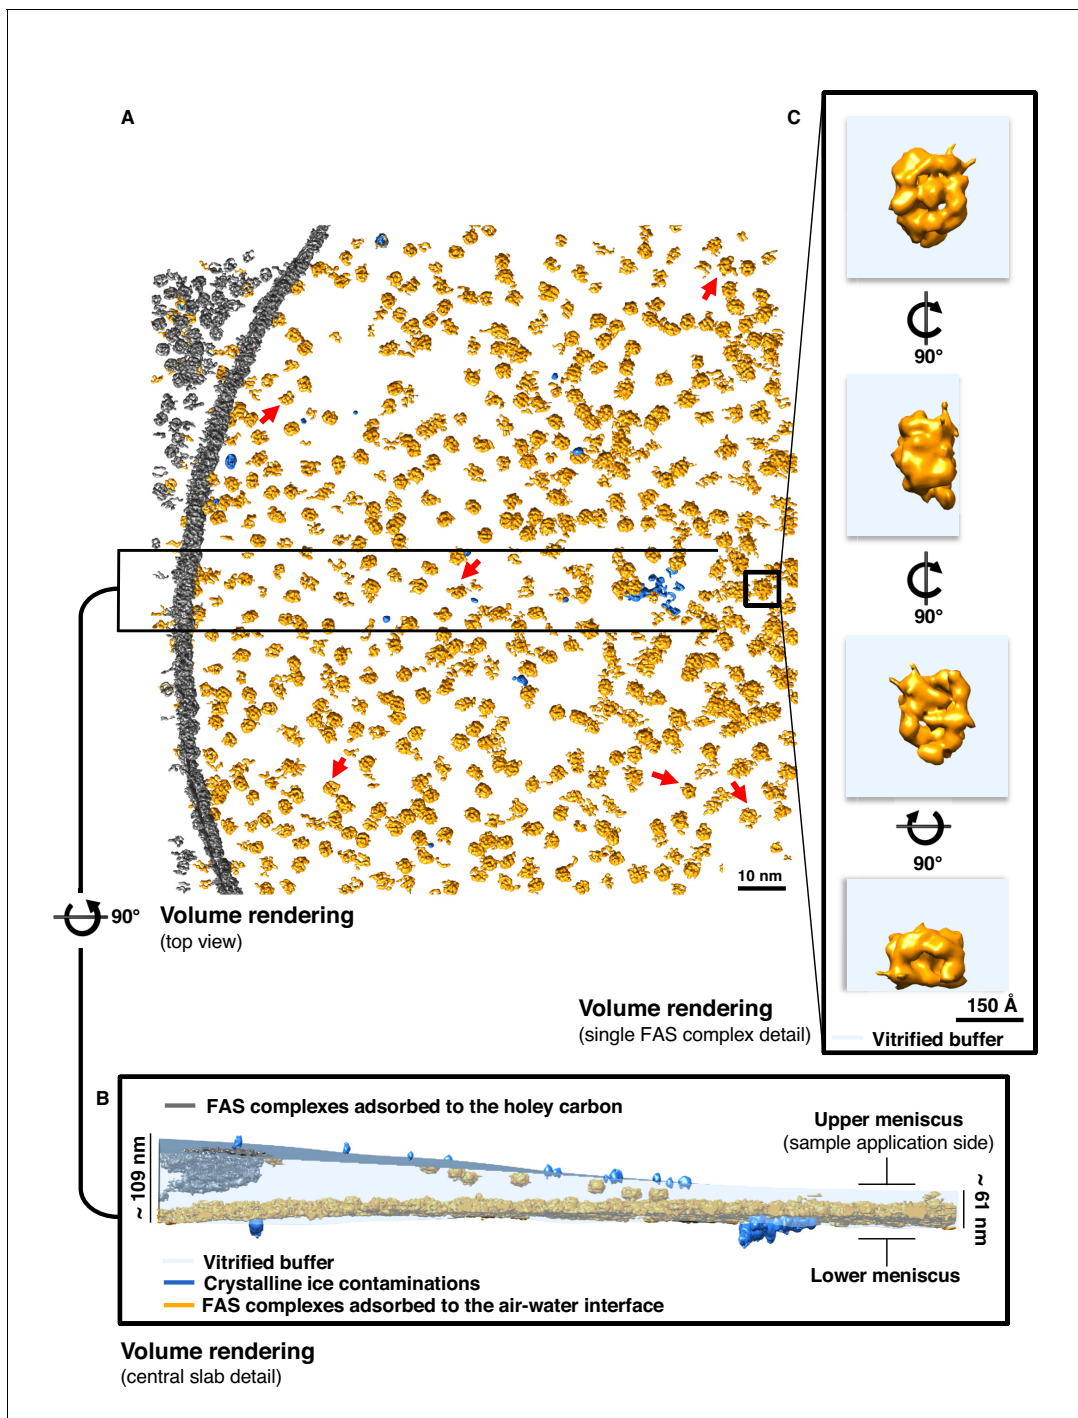 A
C
90°
90°
90°
10 nm
90°
Volume rendering
(top view)
Volume rendering
(single FAS complex detail)
150 Å
Vitrified buffer
B
FAS complexes adsorbed to the holey carbon
Upper meniscus
(sample application side)
~ 109 nm
~ 61 nm
Vitrified buffer
Crystalline ice contaminations
FAS complexes adsorbed to the air-water interface
Lower meniscus
Volume rendering
(central slab detail)